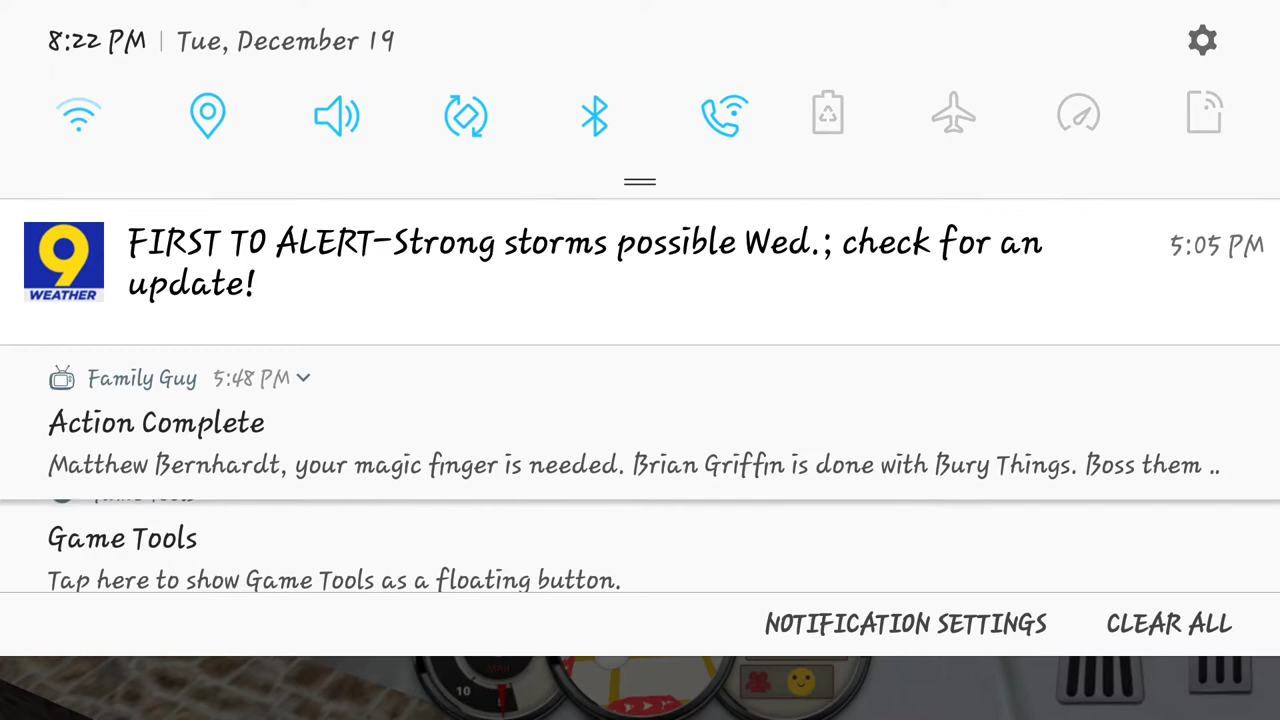 8:22 PM | Tue, December 19
9
WEATHER
FIRST TO ALERT-Strong storms possible Wed.; check for an
update!
5:05 PM
Family Guy 5:48 PM
Action Complete
Matthew Bernhardt, your magic finger is needed. Brian Griffin is done with Bury Things. Boss them ..
Game Tools
Tap here to show Game Tools as a floating button.
NOTIFICATION SETTINGS CLEAR ALL
MPH
10